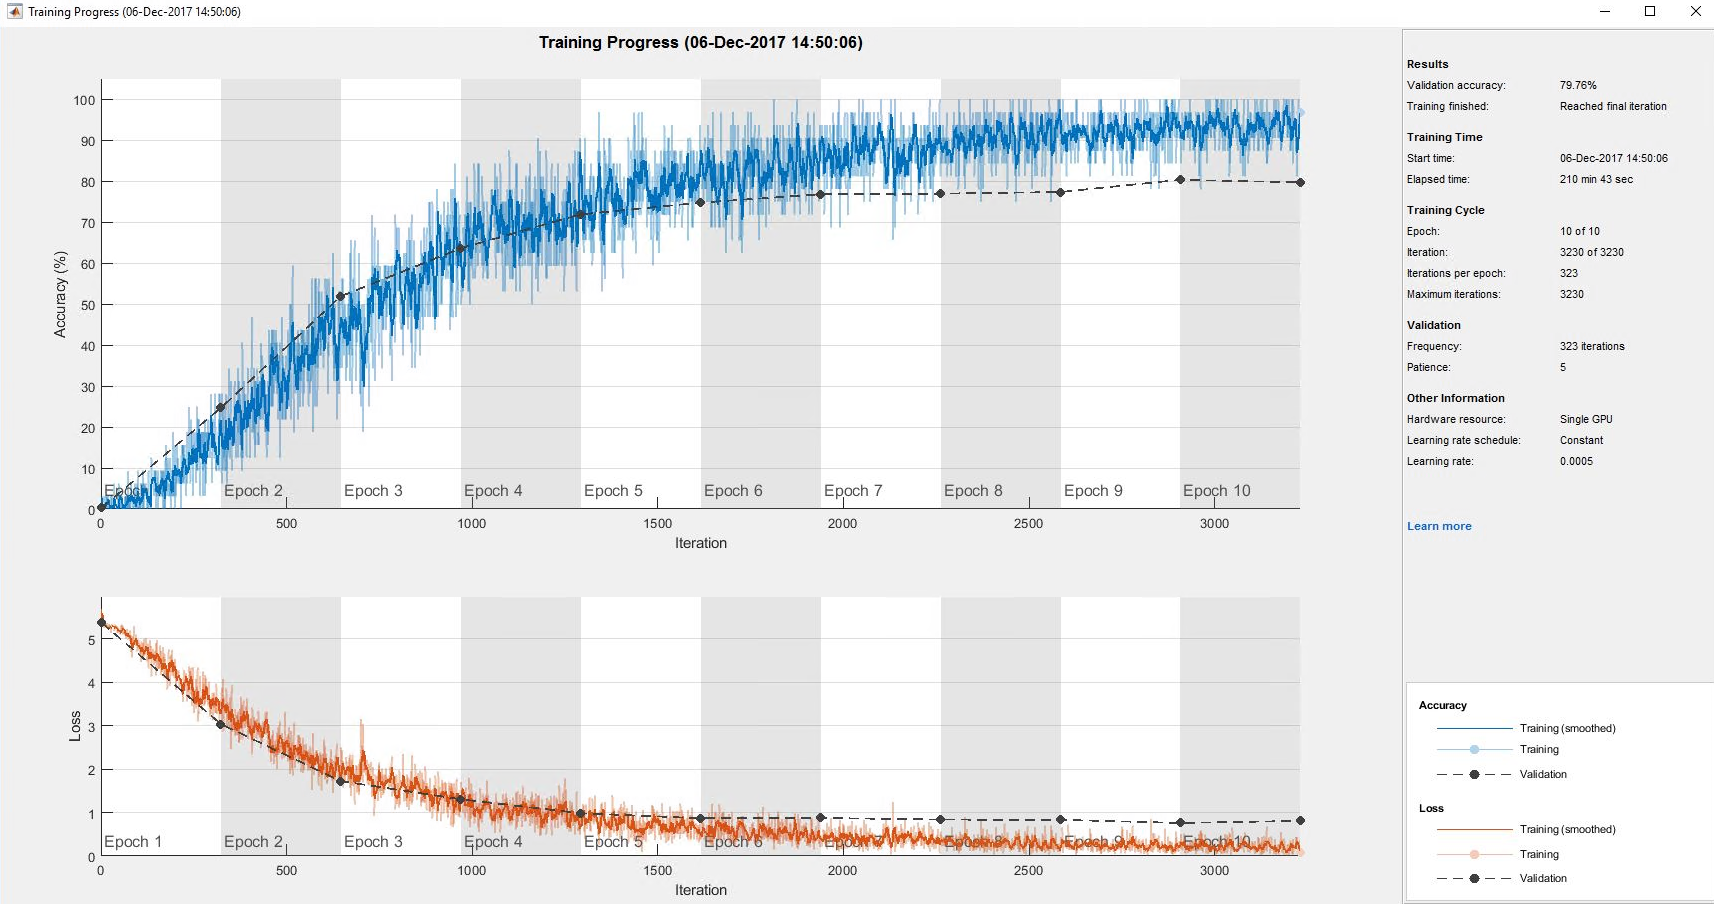 Training Progress (06-Dec-2017 14:50:06)
Training Progress (06-Dec-2017 14:50:06)
100
90
80
70
60
50
40
30
20
10
0
Accuracy (%)
Epoch 2
Epoch 3
Epoch 4
Epoch 5
Epoch 6
Epoch 7
Epoch 8
Epoch 9
Epoch 10
0 500 1000 1500 2000 2500 3000
Iteration
5
4
3
2
1
0
Loss
Epoch 1 Epoch 2 Epoch 3 Epoch 4 Epoch 5 Epoch 6 Epoch 7 Epoch 8 Epoch 9 Epoch 10
0 500 1000 1500 2000 2500 3000
Iteration
Results
Validation accuracy: 79.76%
Training finished: Reached final iteration
Training Time
Start time: 06-Dec-2017 14:50:06
Elapsed time: 210 min 43 sec
Training Cycle
Epoch: 10 of 10
Iteration: 3230 of 3230
Iterations per epoch: 323
Maximum iterations: 3230
Validation
Frequency: 323 iterations
Patience: 5
Other Information
Hardware resource: Single GPU
Learning rate schedule: Constant
Learning rate: 0.0005
Learn more
Accuracy
Training (smoothed)
Training
Validation
Loss
Training (smoothed)
Training
Validation